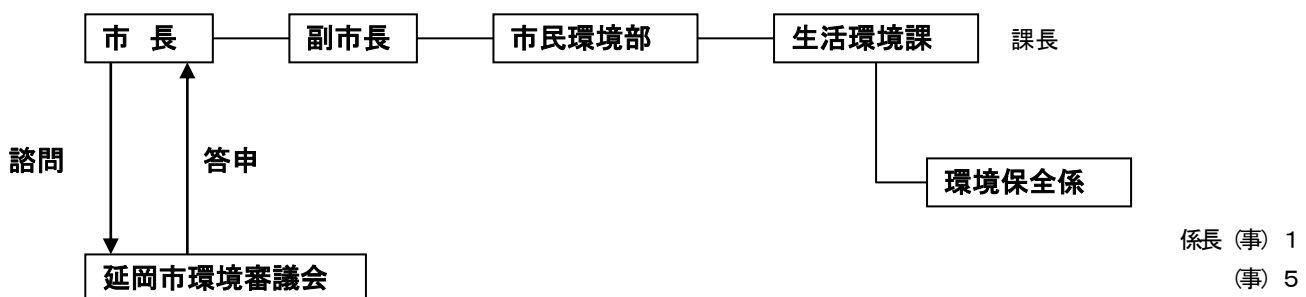 市 長
副市長
市民環境部
生活環境課
課長
諮問
答申
環境保全係
係長（事）１
（事）５
延岡市環境審議会